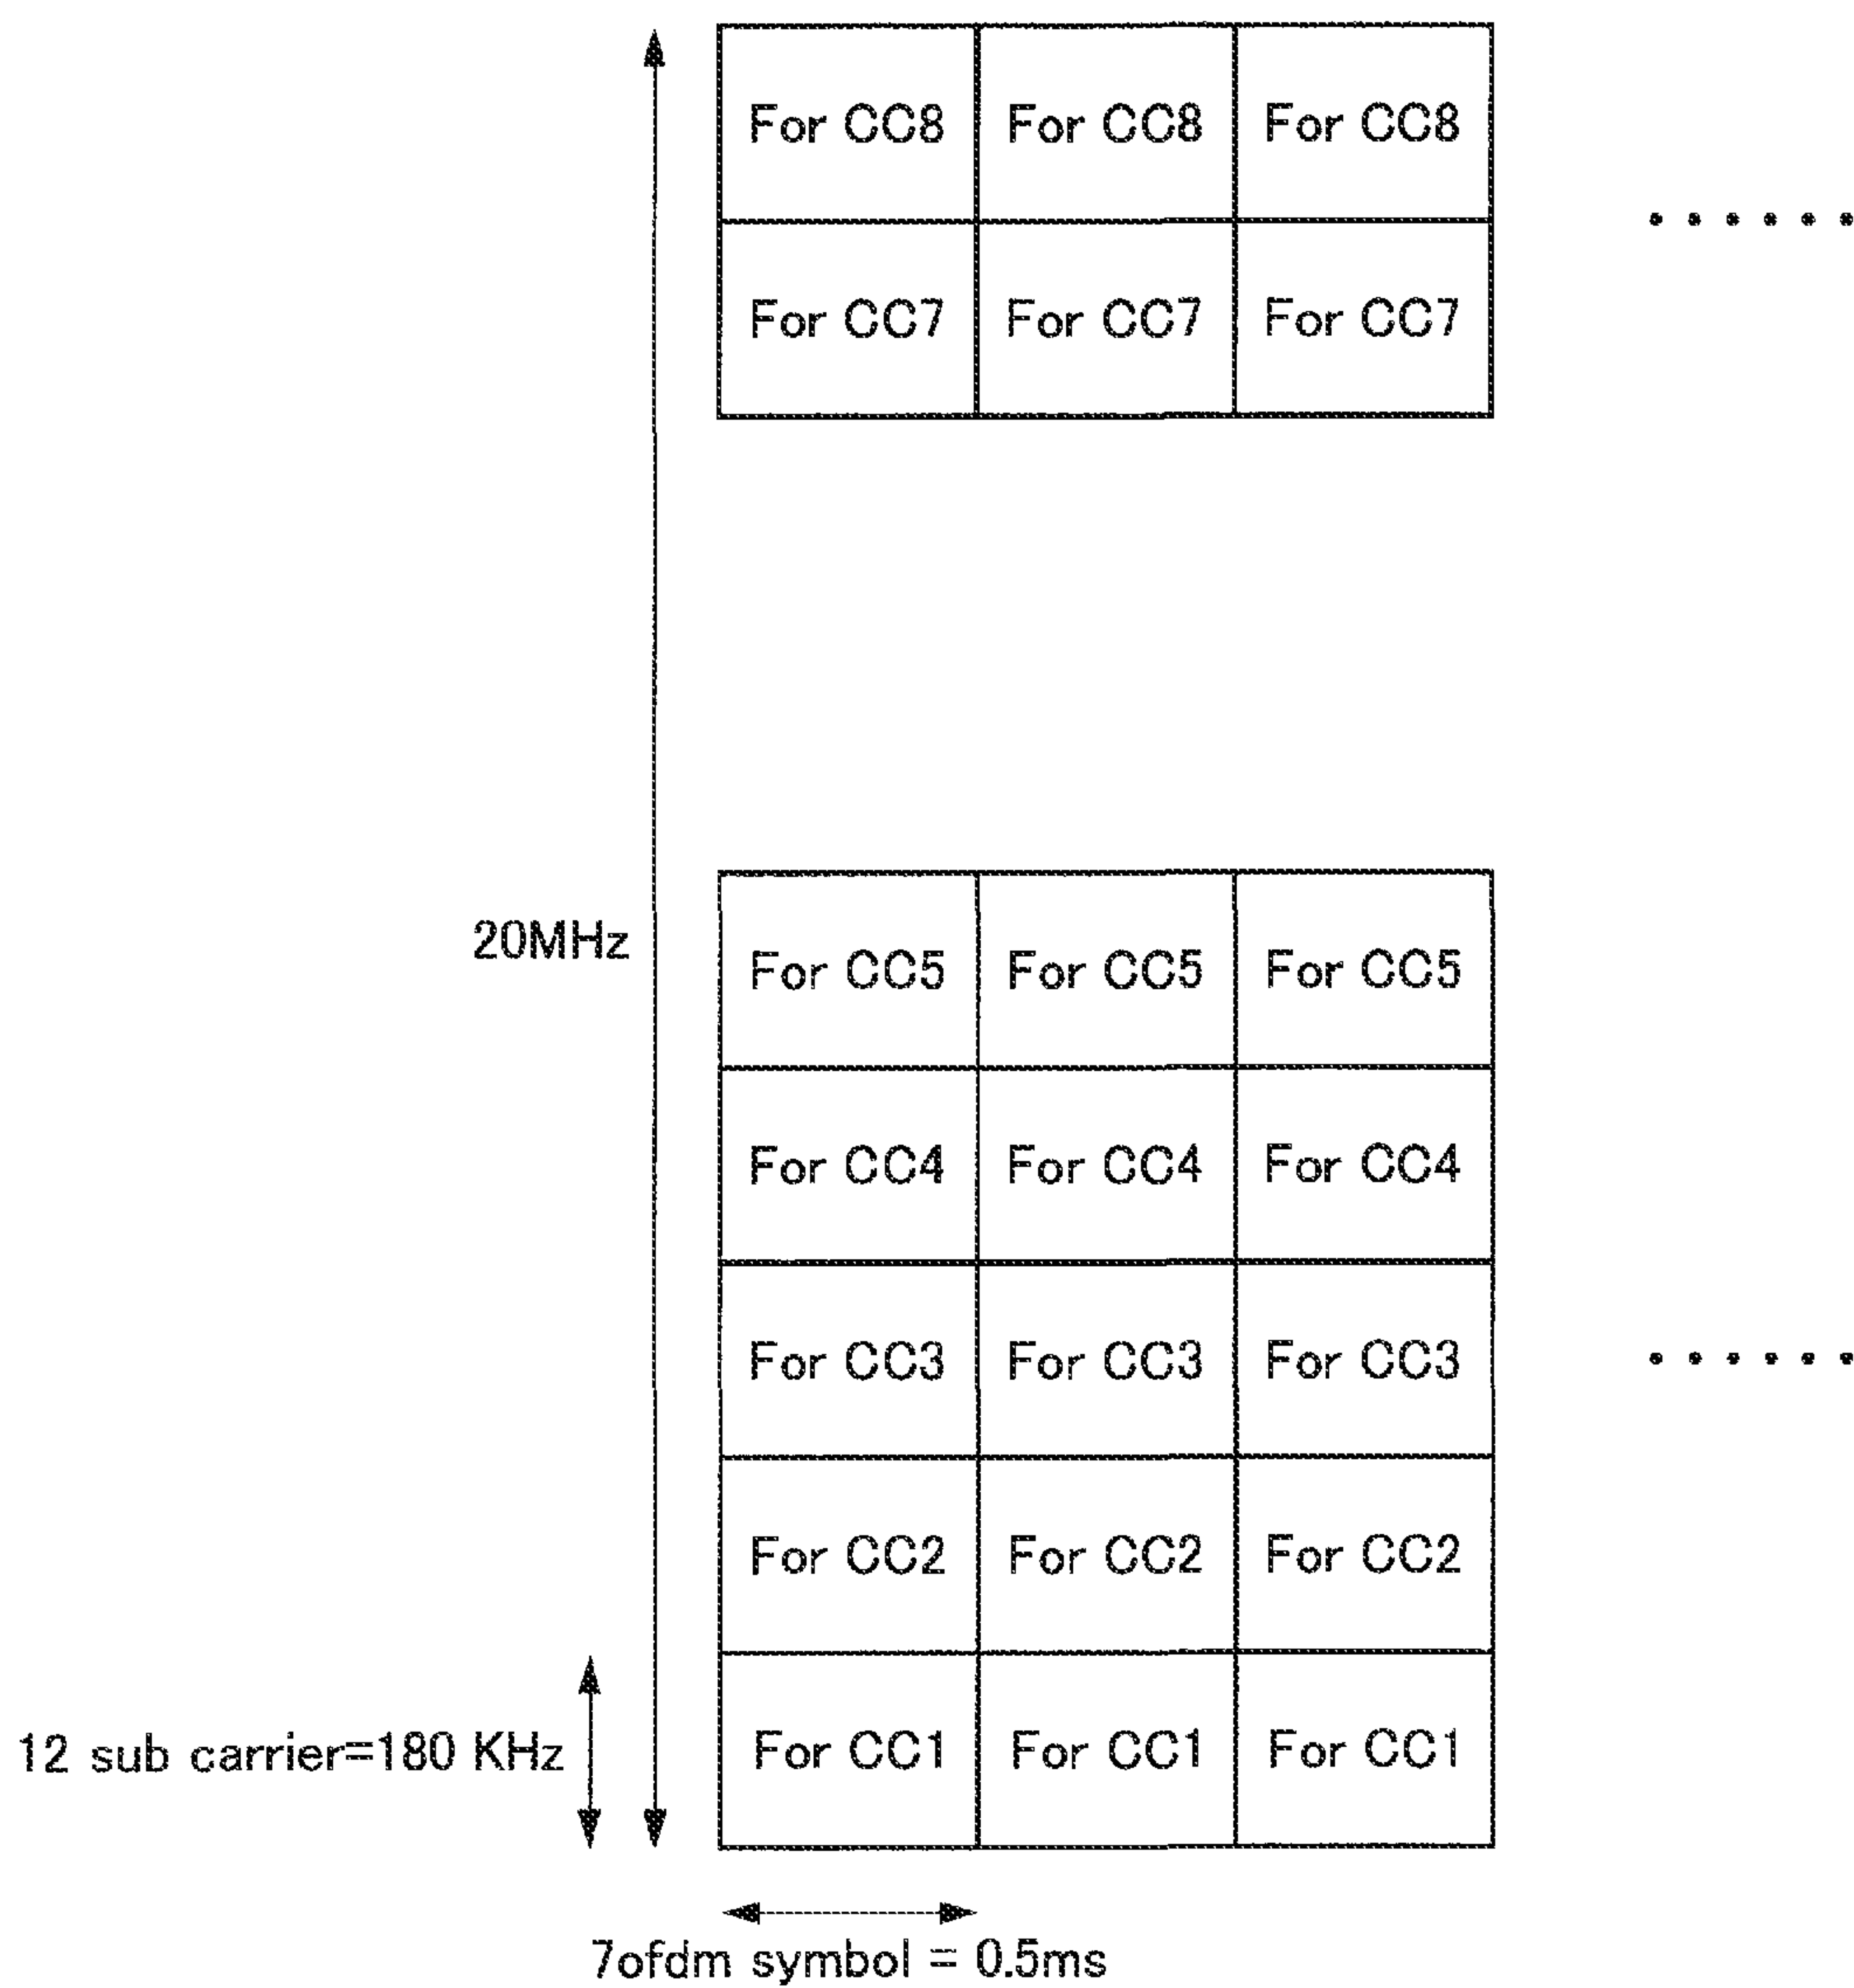 For CC8 For CC8 For CC8
For CC7 For CC7 For CC7
20MHz
For CC5 For CC5 For CC5
For CC4 For CC4 For CC4
For CC3 For CC3 For CC3
For CC2 For CC2 For CC2
12 sub carrier=180 KHz
For CC1 For CC1 For CC1
7ofdm symbol = 0.5ms